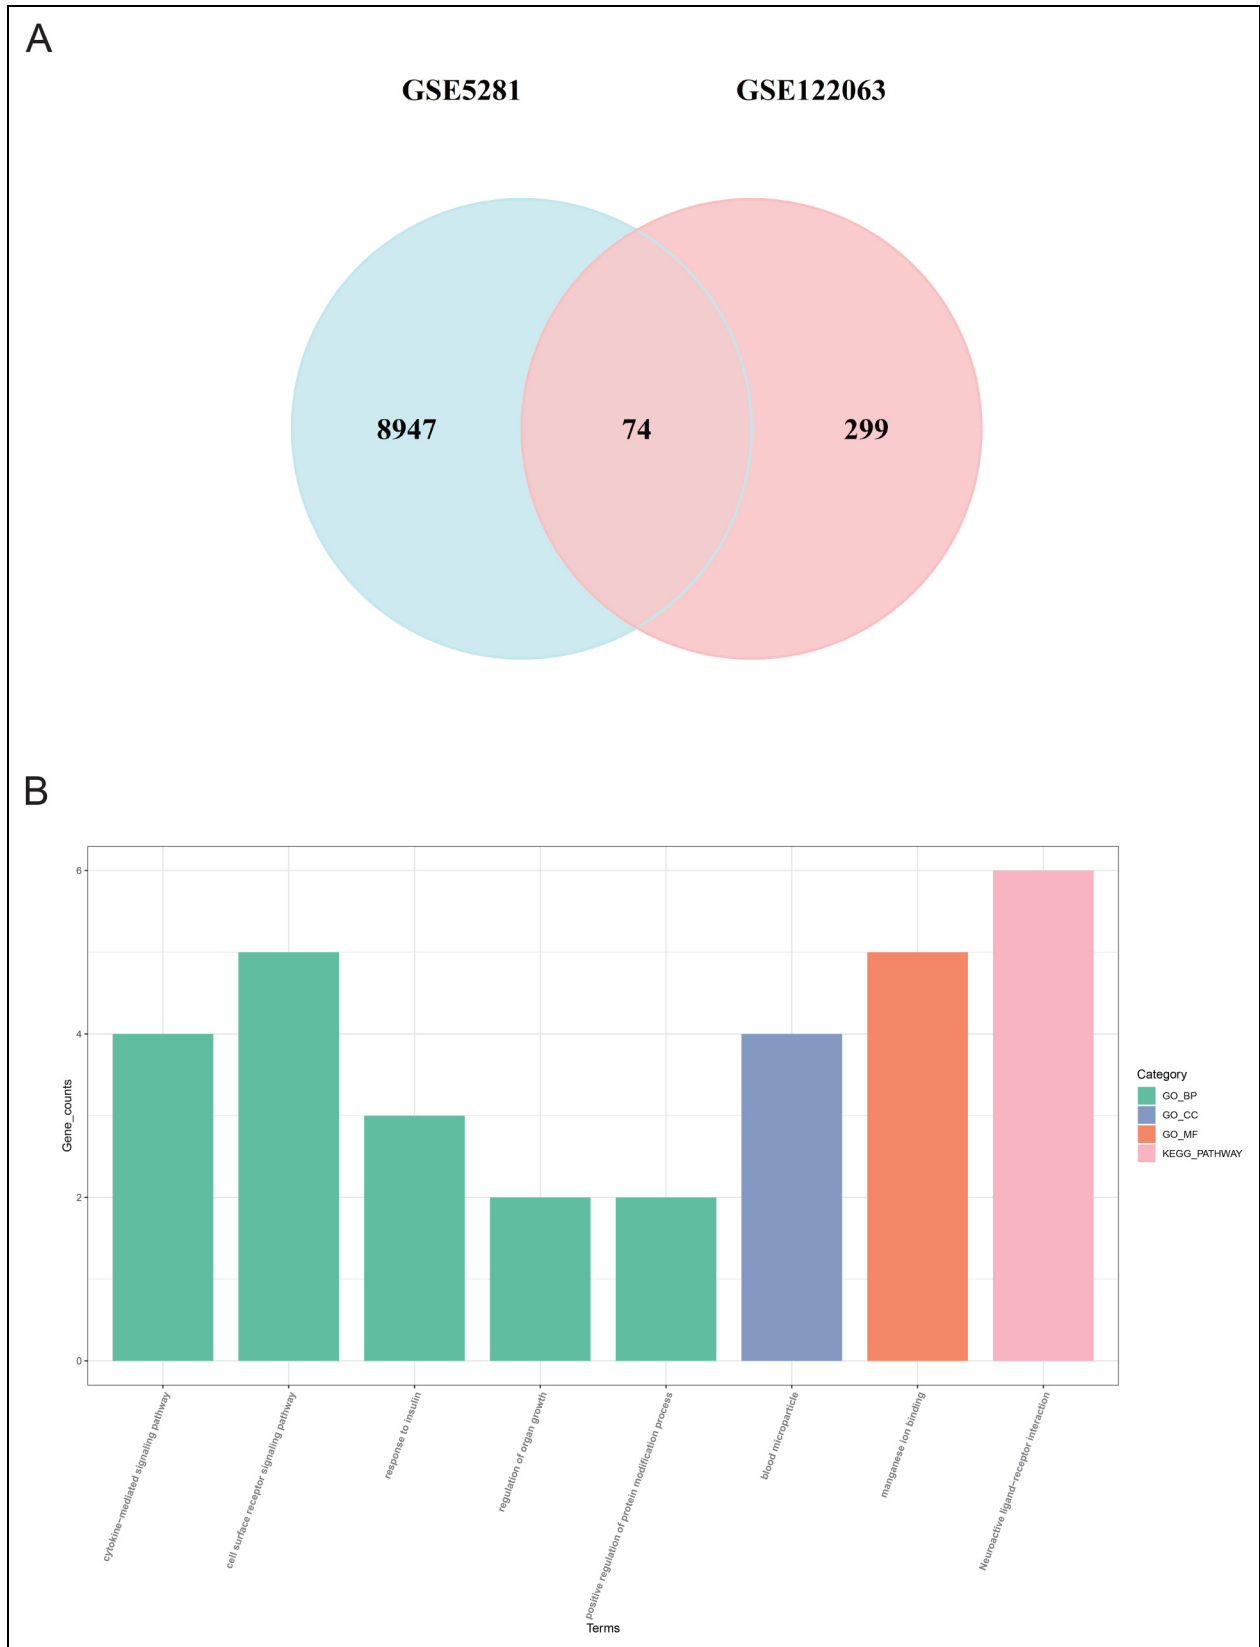 A
GSE5281 GSE122063
8947 74 299
B
6
4
2
0
Gene_counts
cytokine−mediated signaling pathway
cell surface receptor signaling pathway
response to insulin
regulation of organ growth
positive regulation of protein modification process
blood microparticle
manganese ion binding
Neuroactive ligand−receptor interaction
Terms
Category
GO_BP
GO_CC
GO_MF
KEGG_PATHWAY